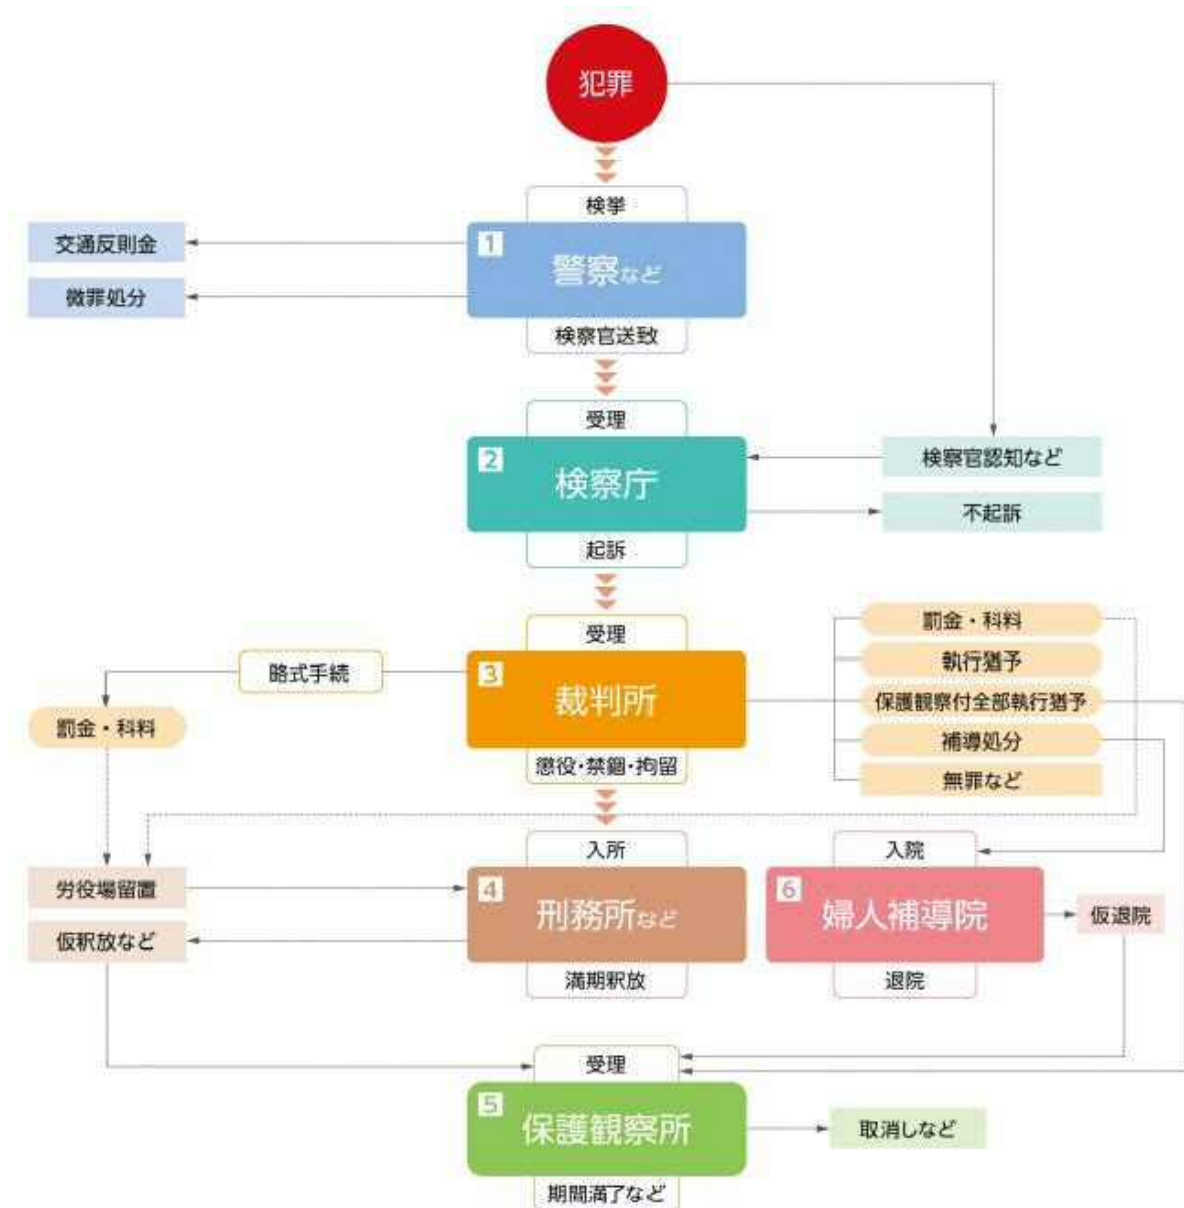 犯罪
検挙
1
警察など
交通反則金
微罪処分
検察官送致
受理
2
検察庁
検察官認知など
不起訴
起訴
受理
3
裁判所
略式手続
罰金・科料
罰金・科料
執行猶予
保護観察付全部執行猶予
補導処分
無罪など
懲役・禁錮・拘留
入所
4
刑務所など
労役場留置
仮釈放など
満期釈放
入院
6
婦人補導院
仮退院
退院
受理
5
保護観察所
取消しなど
期間満了など